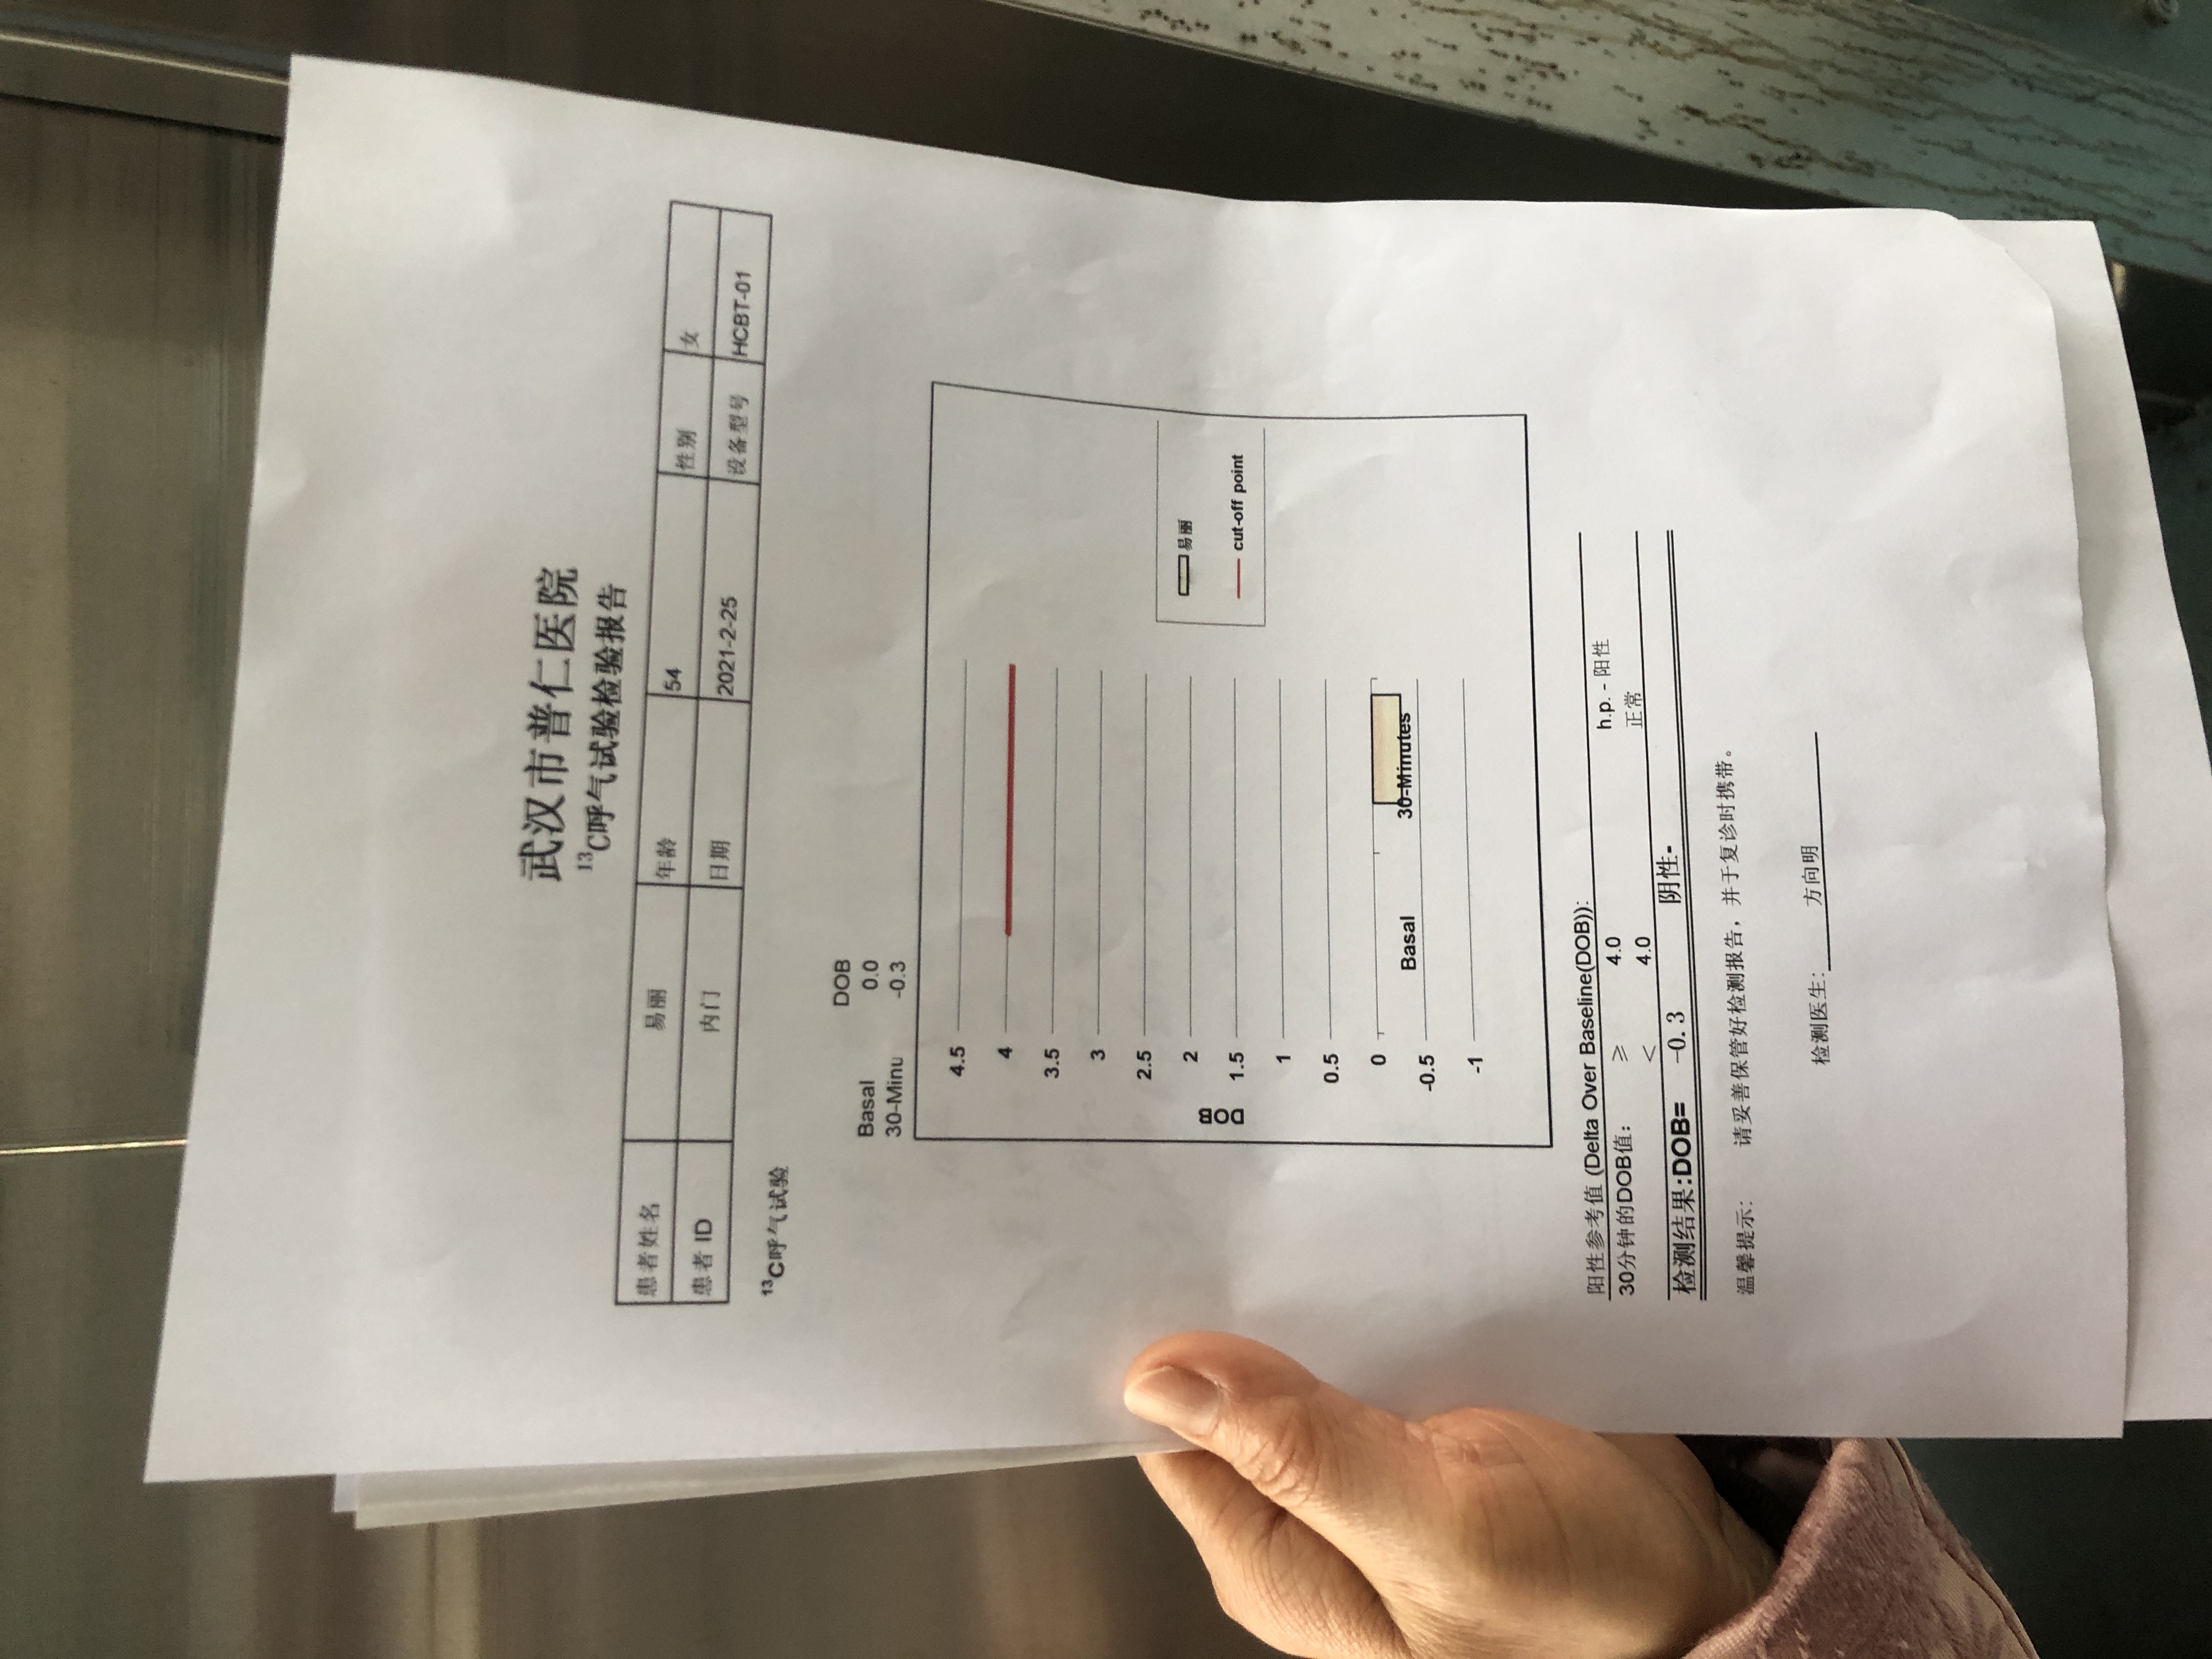 武汉市普仁医院
¹³C呼气试验检验报告
患者姓名 易丽 年龄 54 性别 女
患者 ID 内门 日期 2021-2-25 设备型号 HCBT-01
¹³C呼气试验
DOB
Basal 0.0
30-Minu -0.3
4.5
4
3.5
3
2.5
2
1.5
1
0.5
0
-0.5
-1
DOB
Basal 30-Minutes
易丽
cut-off point
阳性参考值 (Delta Over Baseline(DOB)):
30分钟的DOB值: ≥ 4.0 h.p. - 阳性
< 4.0 正常
检测结果:DOB= -0.3 阴性-
温馨提示: 请妥善保管好检测报告，并于复诊时携带。
检测医生: 方向明